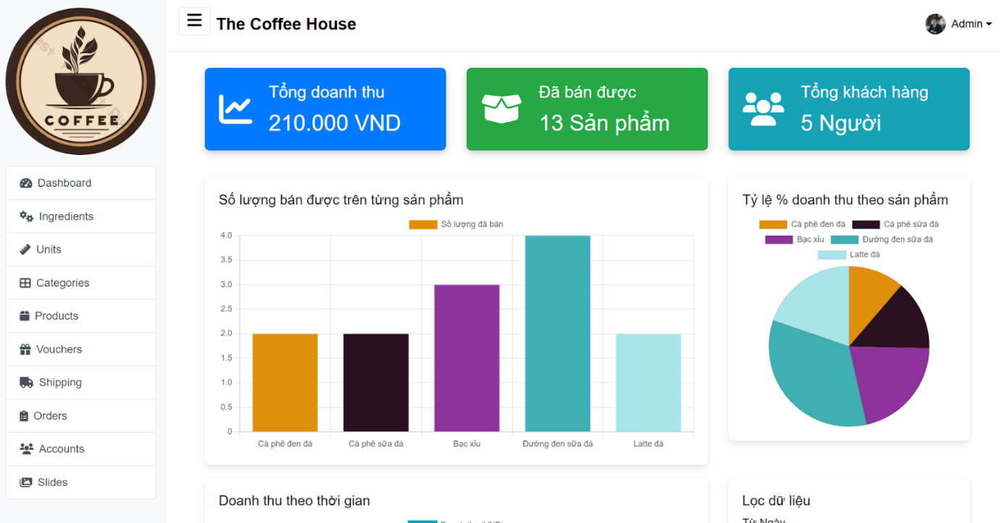 COFFEE
Dashboard
Ingredients
Units
Categories
Products
Vouchers
Shipping
Orders
Accounts
Slides
The Coffee House
Admin
Tổng doanh thu
210.000 VND
Đã bán được
13 Sản phẩm
Tổng khách hàng
5 Người
Số lượng bán được trên từng sản phẩm
Số lượng đã bán
4.0
3.5
3.0
2.5
2.0
1.5
1.0
0.5
0
Cà phê đen đá Cà phê sữa đá Bạc xỉu Đường đen sữa đá Latte đá
Tỷ lệ % doanh thu theo sản phẩm
Cà phê đen đá Cà phê sữa đá
Bạc xỉu Đường đen sữa đá
Latte đá
Doanh thu theo thời gian
Lọc dữ liệu
Từ Ngày